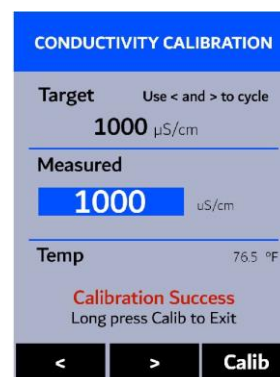 CONDUCTIVITY CALIBRATION
Target Use < and > to cycle
1000 µS/cm
Measured
1000 uS/cm
Temp 76.5 °F
Calibration Success
Long press Calib to Exit
< > Calib